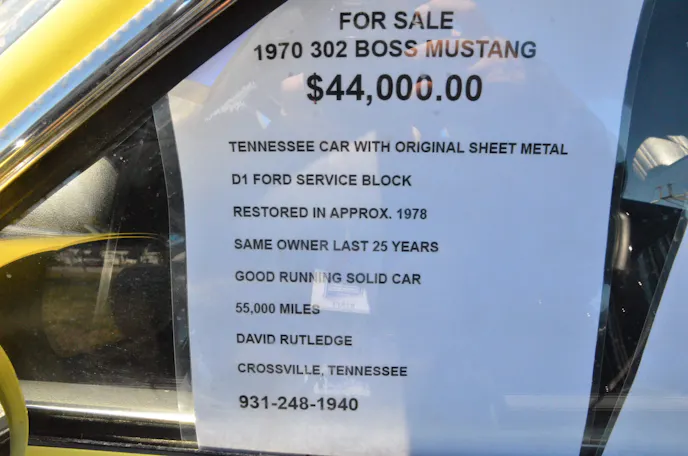 FOR SALE
1970 302 BOSS MUSTANG
$44,000.00
TENNESSEE CAR WITH ORIGINAL SHEET METAL
D1 FORD SERVICE BLOCK
RESTORED IN APPROX. 1978
SAME OWNER LAST 25 YEARS
GOOD RUNNING SOLID CAR
55,000 MILES
DAVID RUTLEDGE
CROSSVILLE, TENNESSEE
931-248-1940